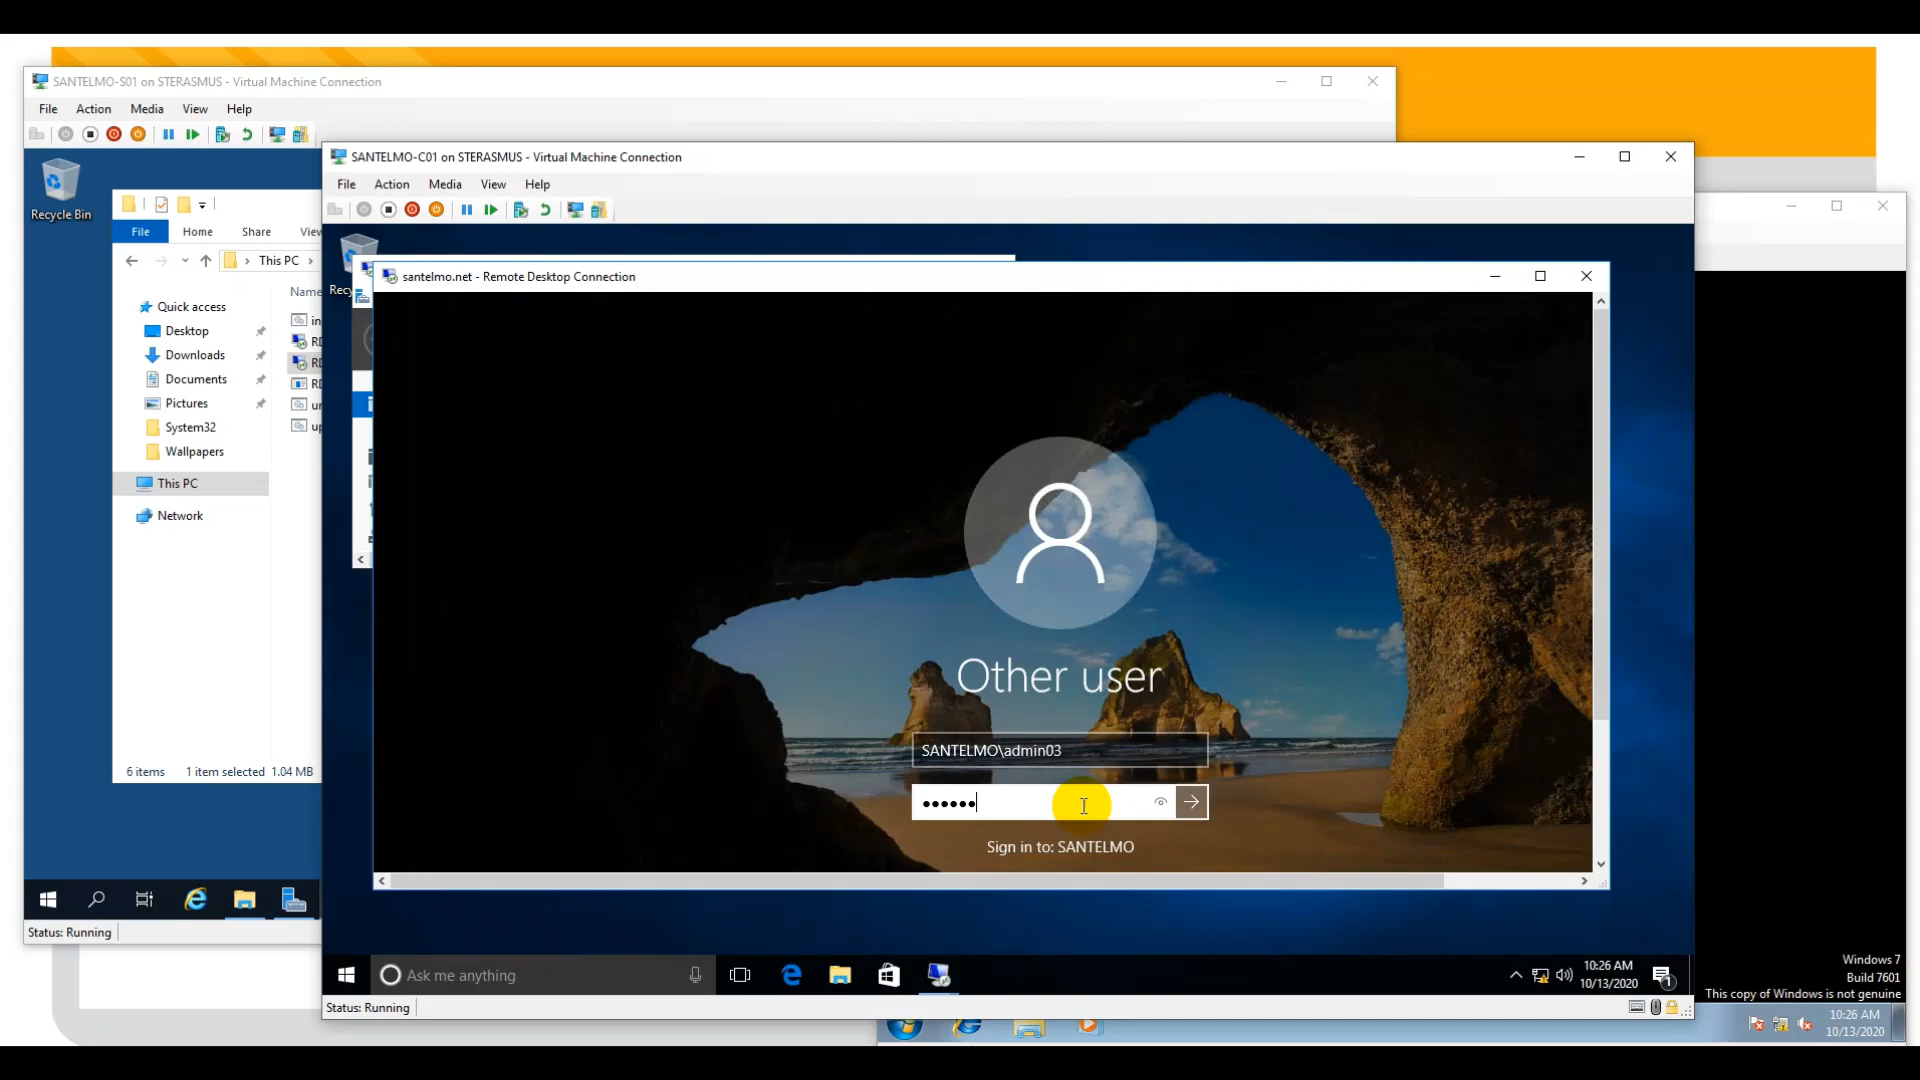 SANTELMO-S01 on STERASMUS - Virtual Machine Connection
File Action Media View Help
Recycle Bin
File Home Share
This PC
Name
Quick access
Desktop
Downloads
Documents
Pictures
System32
Wallpapers
This PC
Network
6 items 1 item selected 1.04 MB
Status: Running
SANTELMO-C01 on STERASMUS - Virtual Machine Connection
File Action Media View Help
santelmo.net - Remote Desktop Connection
Other user
SANTELMO\admin03
••••••
Sign in to: SANTELMO
Ask me anything
10:26 AM
10/13/2020
1
Status: Running
Windows 7
Build 7601
This copy of Windows is not genuine
10:26 AM
10/13/2020